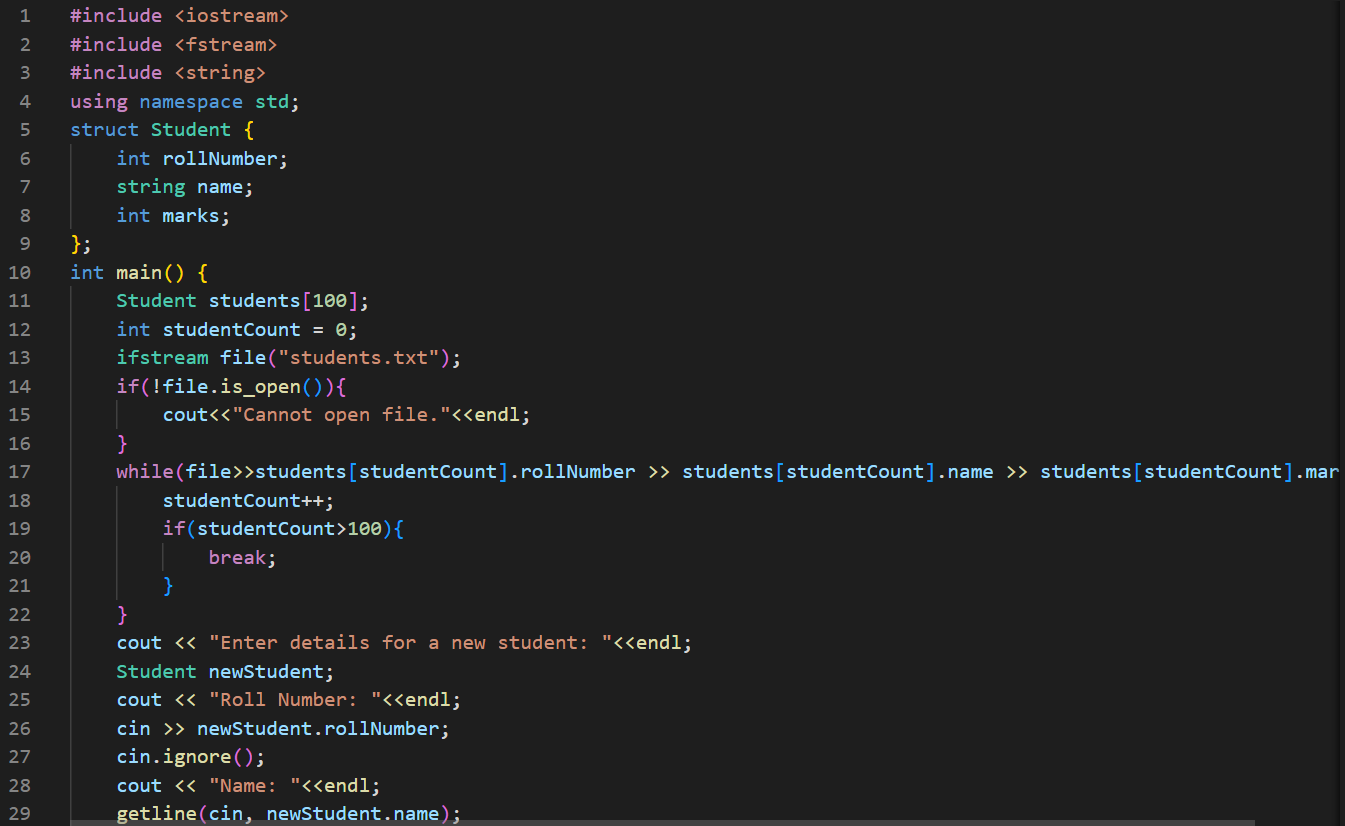 1 #include <iostream>
2 #include <fstream>
3 #include <string>
4 using namespace std;
5 struct Student {
6     int rollNumber;
7     string name;
8     int marks;
9 };
10 int main() {
11     Student students[100];
12     int studentCount = 0;
13     ifstream file("students.txt");
14     if(!file.is_open()){
15         cout<<"Cannot open file."<<endl;
16     }
17     while(file>>students[studentCount].rollNumber >> students[studentCount].name >> students[studentCount].mar
18         studentCount++;
19         if(studentCount>100){
20             break;
21         }
22     }
23     cout << "Enter details for a new student: "<<endl;
24     Student newStudent;
25     cout << "Roll Number: "<<endl;
26     cin >> newStudent.rollNumber;
27     cin.ignore();
28     cout << "Name: "<<endl;
29     getline(cin, newStudent.name);